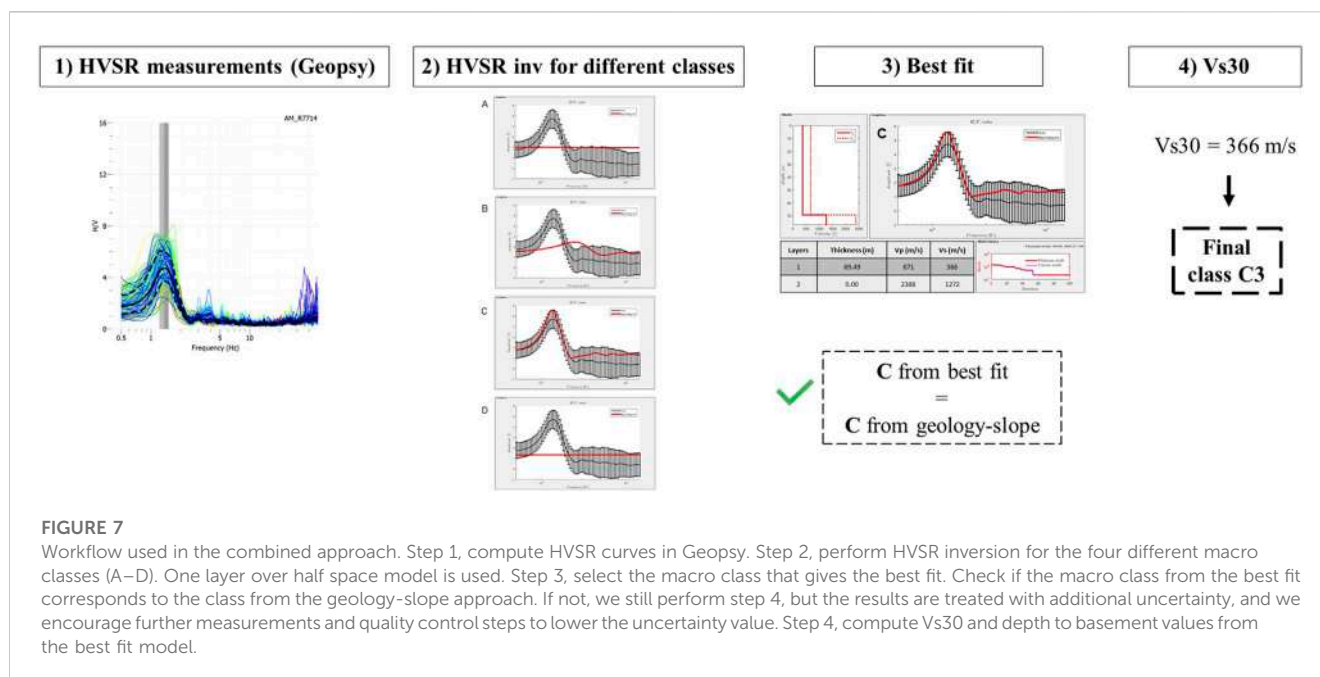 1) HVSR measurements (Geopsy)
2) HVSR inv for different classes
3) Best fit
4) Vs30
AM_R7714
16
12
8
4
0
H/V
0.5 1 5 10
Frequency (Hz)
A
B
C
D
C
Layers Thickness (m) Vp (m/s) Vs (m/s)
1 69.49 671 366
2 0.00 2388 1272
C from best fit
=
C from geology-slope
Vs30 = 366 m/s
Final
class C3
FIGURE 7
Workflow used in the combined approach. Step 1, compute HVSR curves in Geopsy. Step 2, perform HVSR inversion for the four different macro
classes (A–D). One layer over half space model is used. Step 3, select the macro class that gives the best fit. Check if the macro class from the best fit
corresponds to the class from the geology-slope approach. If not, we still perform step 4, but the results are treated with additional uncertainty, and we
encourage further measurements and quality control steps to lower the uncertainty value. Step 4, compute Vs30 and depth to basement values from
the best fit model.